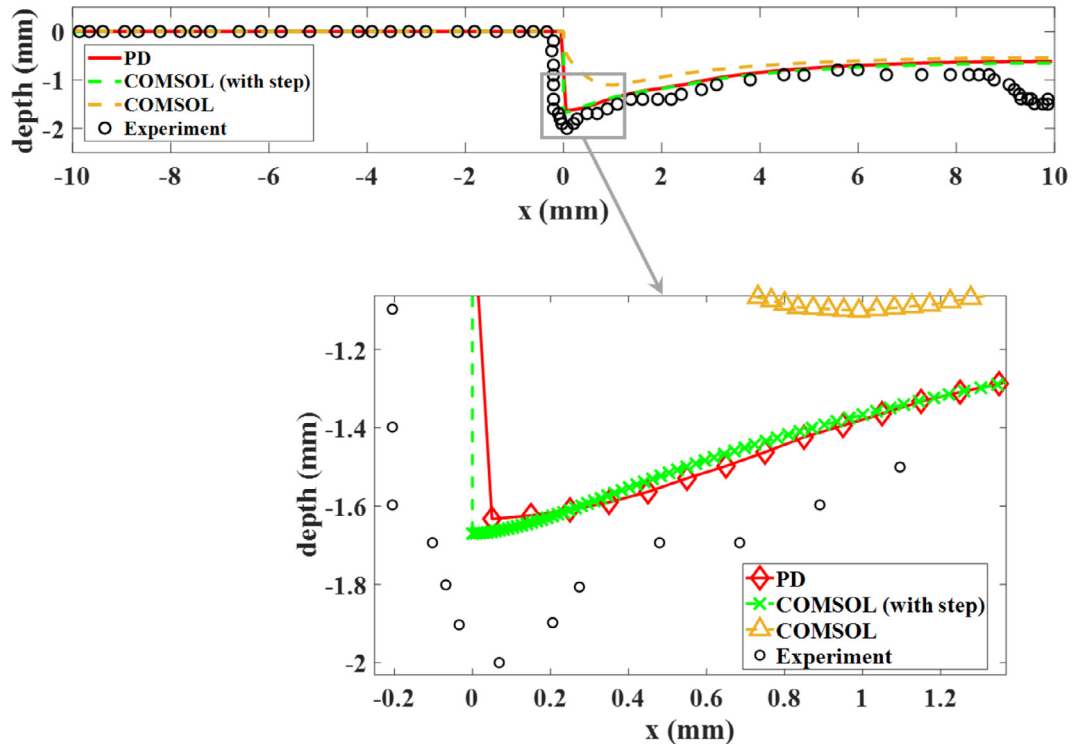 depth (mm)
0
-1
-2
PD
COMSOL (with step)
COMSOL
Experiment
-10 -8 -6 -4 -2 0 2 4 6 8 10
x (mm)
depth (mm)
-1.2
-1.4
-1.6
-1.8
-2
PD
COMSOL (with step)
COMSOL
Experiment
-0.2 0 0.2 0.4 0.6 0.8 1 1.2
x (mm)